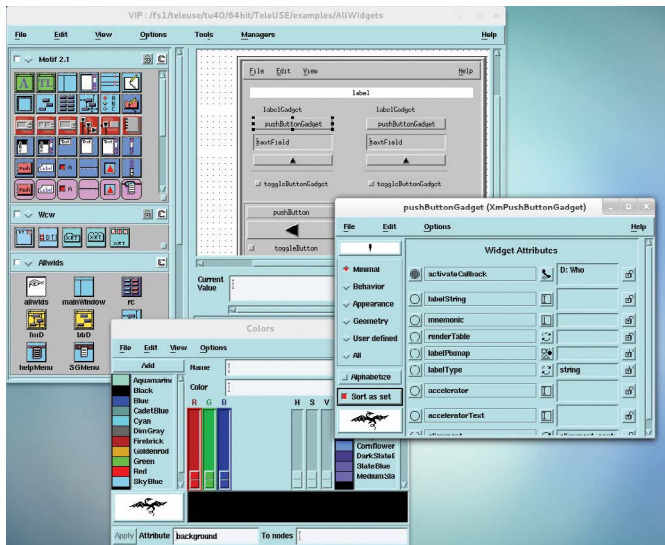 VIP : /fs1/teleuse/tu40/64bit/TeleUSE/examples/AllWidgets
File Edit View Options Tools Managers Help
Motif 2.1
Wcw
Allwids
allwids mainWindow rc
fmD bbD
helpMenu SGMenu
File Edit View Help
label
labelGadget labelGadget
pushButtonGadget pushButtonGadget
textField textField
toggleButtonGadget toggleButtonGadget
pushButton
toggleButton
Current
Value
pushButtonGadget (XmPushButtonGadget)
File Edit Options Help
Widget Attributes
Minimal
Behavior
Appearance
Geometry
User defined
All
Alphabetize
Sort as set
activateCallback D: Who
labelString
mnemonic
renderTable
labelPixmap
labelType string
accelerator
acceleratorText
Colors
File Edit View Options
Add Name
Color
R G B H S V
Aquamarine
Black
Blue
CadetBlue
Cyan
DimGray
Firebrick
Goldenrod
Green
Red
SkyBlue
Cornflower
DarkSlateB
SlateBlue
MediumSla
Apply Attribute background To nodes